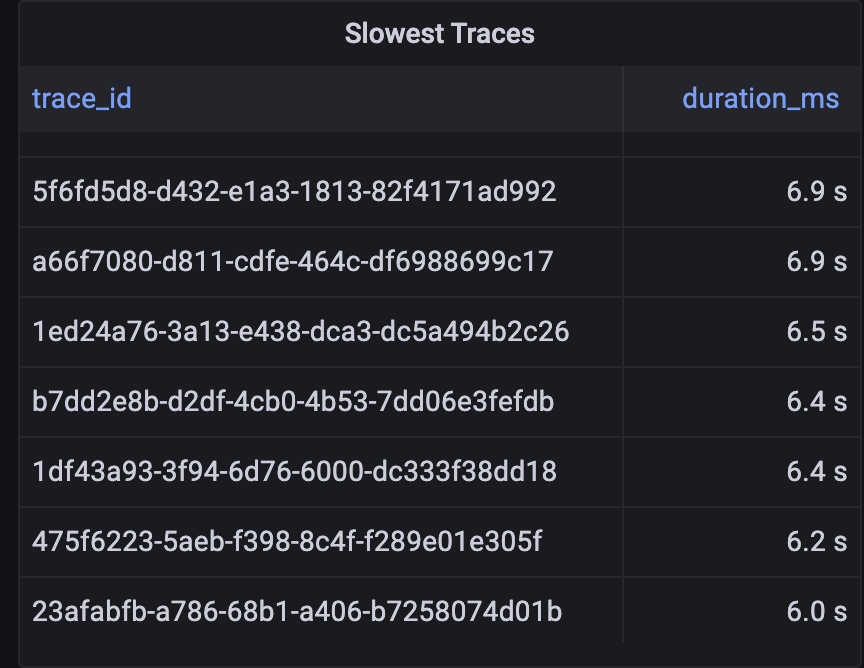 Slowest Traces
trace_id duration_ms
5f6fd5d8-d432-e1a3-1813-82f4171ad992 6.9 s
a66f7080-d811-cdfe-464c-df6988699c17 6.9 s
1ed24a76-3a13-e438-dca3-dc5a494b2c26 6.5 s
b7dd2e8b-d2df-4cb0-4b53-7dd06e3fefdb 6.4 s
1df43a93-3f94-6d76-6000-dc333f38dd18 6.4 s
475f6223-5aeb-f398-8c4f-f289e01e305f 6.2 s
23afabfb-a786-68b1-a406-b7258074d01b 6.0 s